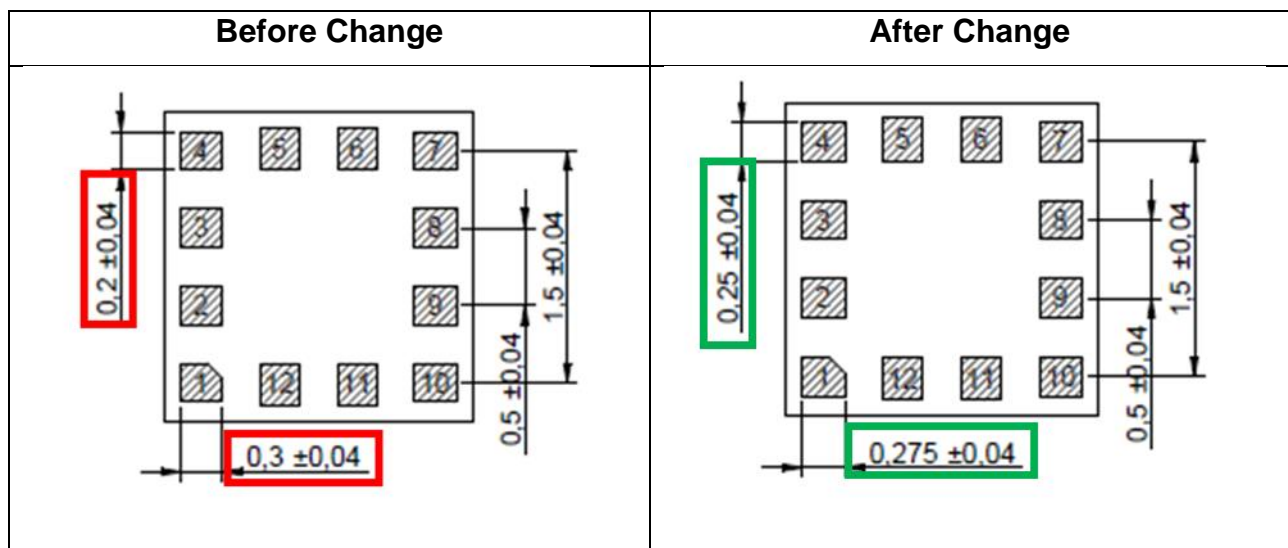 Before Change
After Change
4 5 6 7
3 8
2 9
1 12 11 10
0,2 ±0,04
0,3 ±0,04
0,5 ±0,04
1,5 ±0,04
4 5 6 7
3 8
2 9
1 12 11 10
0,25 ±0,04
0,275 ±0,04
0,5 ±0,04
1,5 ±0,04